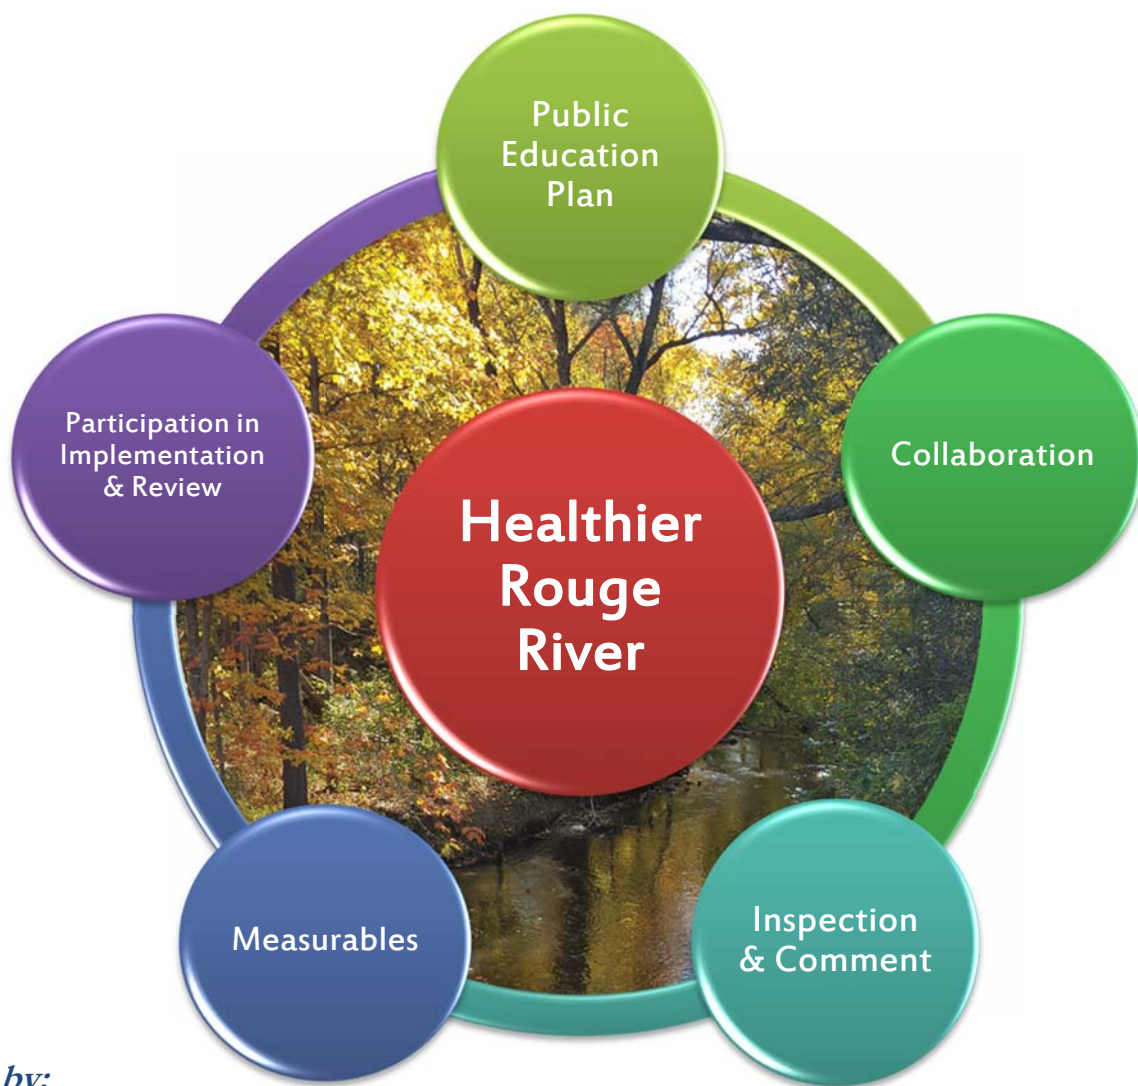 Public
Education
Plan
Participation in
Implementation
& Review
Collaboration
Healthier
Rouge
River
Measurables
Inspection
& Comment
by: